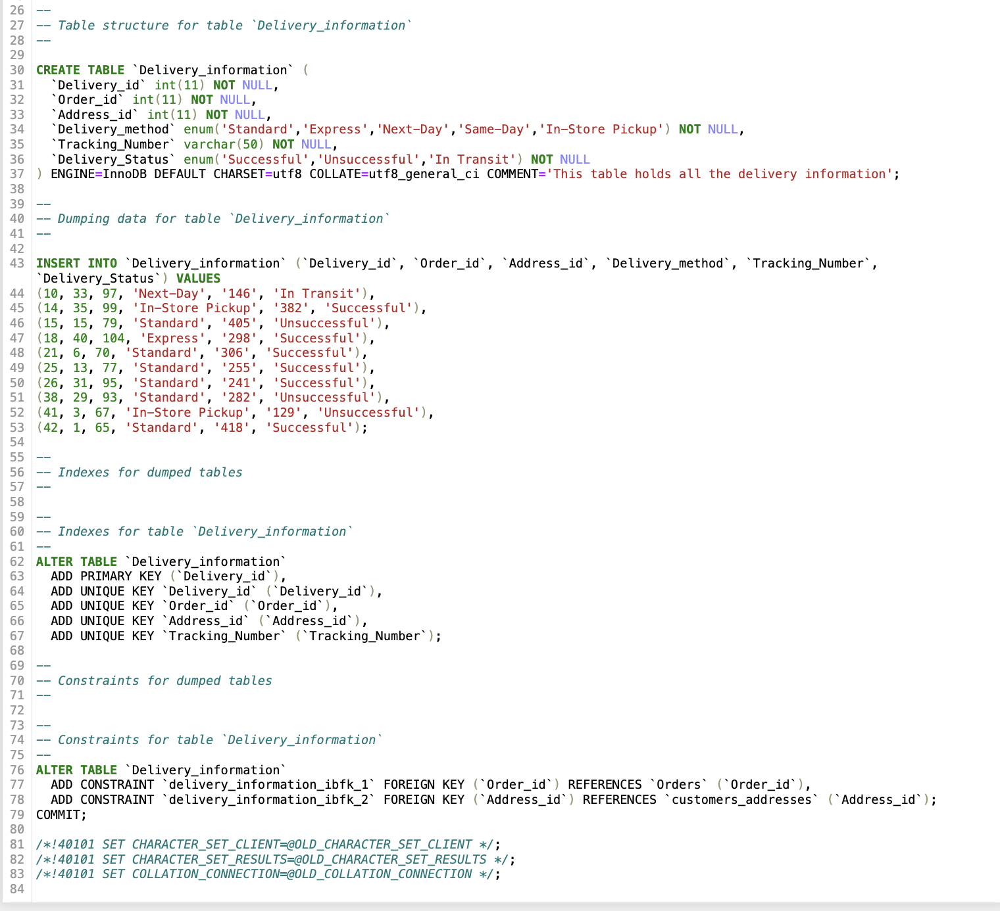 26 --
27 -- Table structure for table `Delivery_information`
28 --
29
30 CREATE TABLE `Delivery_information` (
31   `Delivery_id` int(11) NOT NULL,
32   `Order_id` int(11) NOT NULL,
33   `Address_id` int(11) NOT NULL,
34   `Delivery_method` enum('Standard','Express','Next-Day','Same-Day','In-Store Pickup') NOT NULL,
35   `Tracking_Number` varchar(50) NOT NULL,
36   `Delivery_Status` enum('Successful','Unsuccessful','In Transit') NOT NULL
37 ) ENGINE=InnoDB DEFAULT CHARSET=utf8 COLLATE=utf8_general_ci COMMENT='This table holds all the delivery information';
38
39 --
40 -- Dumping data for table `Delivery_information`
41 --
42
43 INSERT INTO `Delivery_information` (`Delivery_id`, `Order_id`, `Address_id`, `Delivery_method`, `Tracking_Number`,
`Delivery_Status`) VALUES
44 (10, 33, 97, 'Next-Day', '146', 'In Transit'),
45 (14, 35, 99, 'In-Store Pickup', '382', 'Successful'),
46 (15, 15, 79, 'Standard', '405', 'Unsuccessful'),
47 (18, 40, 104, 'Express', '298', 'Successful'),
48 (21, 6, 70, 'Standard', '306', 'Successful'),
49 (25, 13, 77, 'Standard', '255', 'Successful'),
50 (26, 31, 95, 'Standard', '241', 'Successful'),
51 (38, 29, 93, 'Standard', '282', 'Unsuccessful'),
52 (41, 3, 67, 'In-Store Pickup', '129', 'Unsuccessful'),
53 (42, 1, 65, 'Standard', '418', 'Successful');
54
55 --
56 -- Indexes for dumped tables
57 --
58
59 --
60 -- Indexes for table `Delivery_information`
61 --
62 ALTER TABLE `Delivery_information`
63   ADD PRIMARY KEY (`Delivery_id`),
64   ADD UNIQUE KEY `Delivery_id` (`Delivery_id`),
65   ADD UNIQUE KEY `Order_id` (`Order_id`),
66   ADD UNIQUE KEY `Address_id` (`Address_id`),
67   ADD UNIQUE KEY `Tracking_Number` (`Tracking_Number`);
68
69 --
70 -- Constraints for dumped tables
71 --
72
73 --
74 -- Constraints for table `Delivery_information`
75 --
76 ALTER TABLE `Delivery_information`
77   ADD CONSTRAINT `delivery_information_ibfk_1` FOREIGN KEY (`Order_id`) REFERENCES `Orders` (`Order_id`),
78   ADD CONSTRAINT `delivery_information_ibfk_2` FOREIGN KEY (`Address_id`) REFERENCES `customers_addresses` (`Address_id`);
79 COMMIT;
80
81 /*!40101 SET CHARACTER_SET_CLIENT=@OLD_CHARACTER_SET_CLIENT */;
82 /*!40101 SET CHARACTER_SET_RESULTS=@OLD_CHARACTER_SET_RESULTS */;
83 /*!40101 SET COLLATION_CONNECTION=@OLD_COLLATION_CONNECTION */;
84